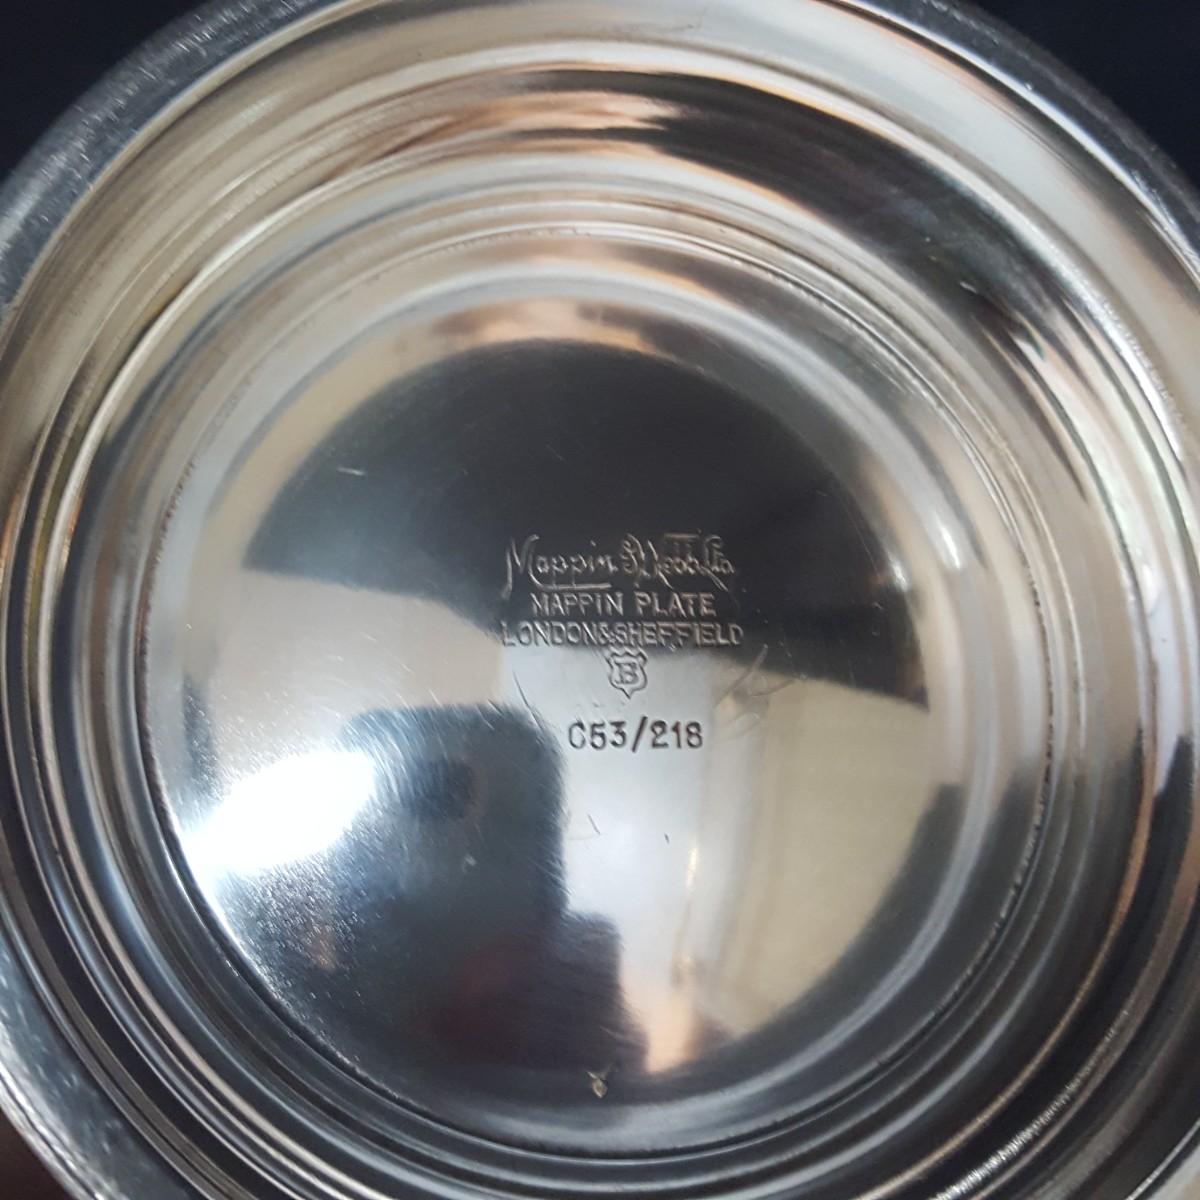 Mappin & Webb Ltd.
MAPPIN PLATE
LONDON & SHEFFIELD
B
C53/218